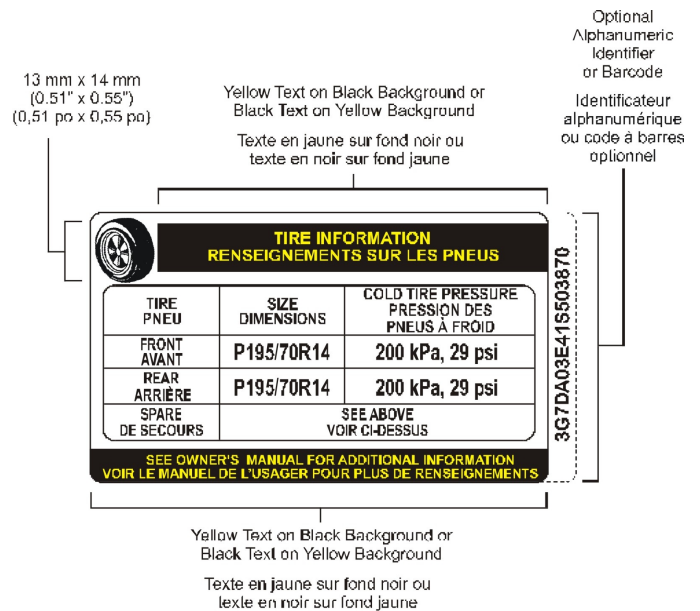 Optional
Alphanumeric
Identifier
or Barcode
Identificateur
alphanumérique
ou code à barres
optionnel
13 mm x 14 mm
(0.51" x 0.55")
(0,51 po x 0,55 po)
Yellow Text on Black Background or
Black Text on Yellow Background
Texte en jaune sur fond noir ou
texte en noir sur fond jaune
TIRE INFORMATION
RENSEIGNEMENTS SUR LES PNEUS
TIRE
PNEU
SIZE
DIMENSIONS
COLD TIRE PRESSURE
PRESSION DES
PNEUS À FROID
FRONT
AVANT
P195/70R14
200 kPa, 29 psi
REAR
ARRIÈRE
P195/70R14
200 kPa, 29 psi
SPARE
DE SECOURS
SEE ABOVE
VOIR CI-DESSUS
SEE OWNER'S MANUAL FOR ADDITIONAL INFORMATION
VOIR LE MANUEL DE L'USAGER POUR PLUS DE RENSEIGNEMENTS
3G7DA03E41S503870
Yellow Text on Black Background or
Black Text on Yellow Background
Texte en jaune sur fond noir ou
texte en noir sur fond jaune